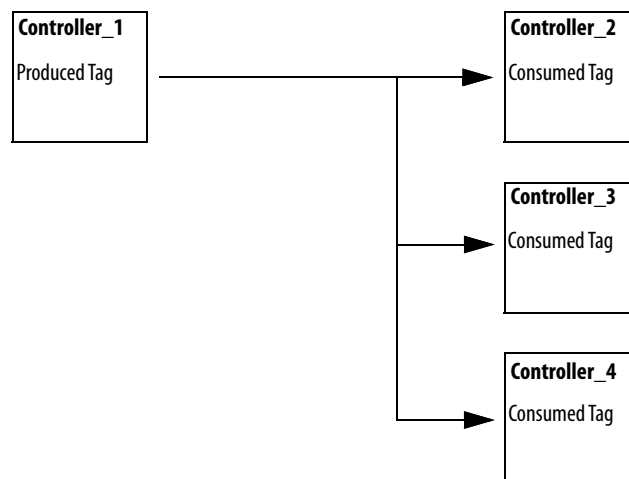 Controller_1
Produced Tag
Controller_2
Consumed Tag
Controller_3
Consumed Tag
Controller_4
Consumed Tag